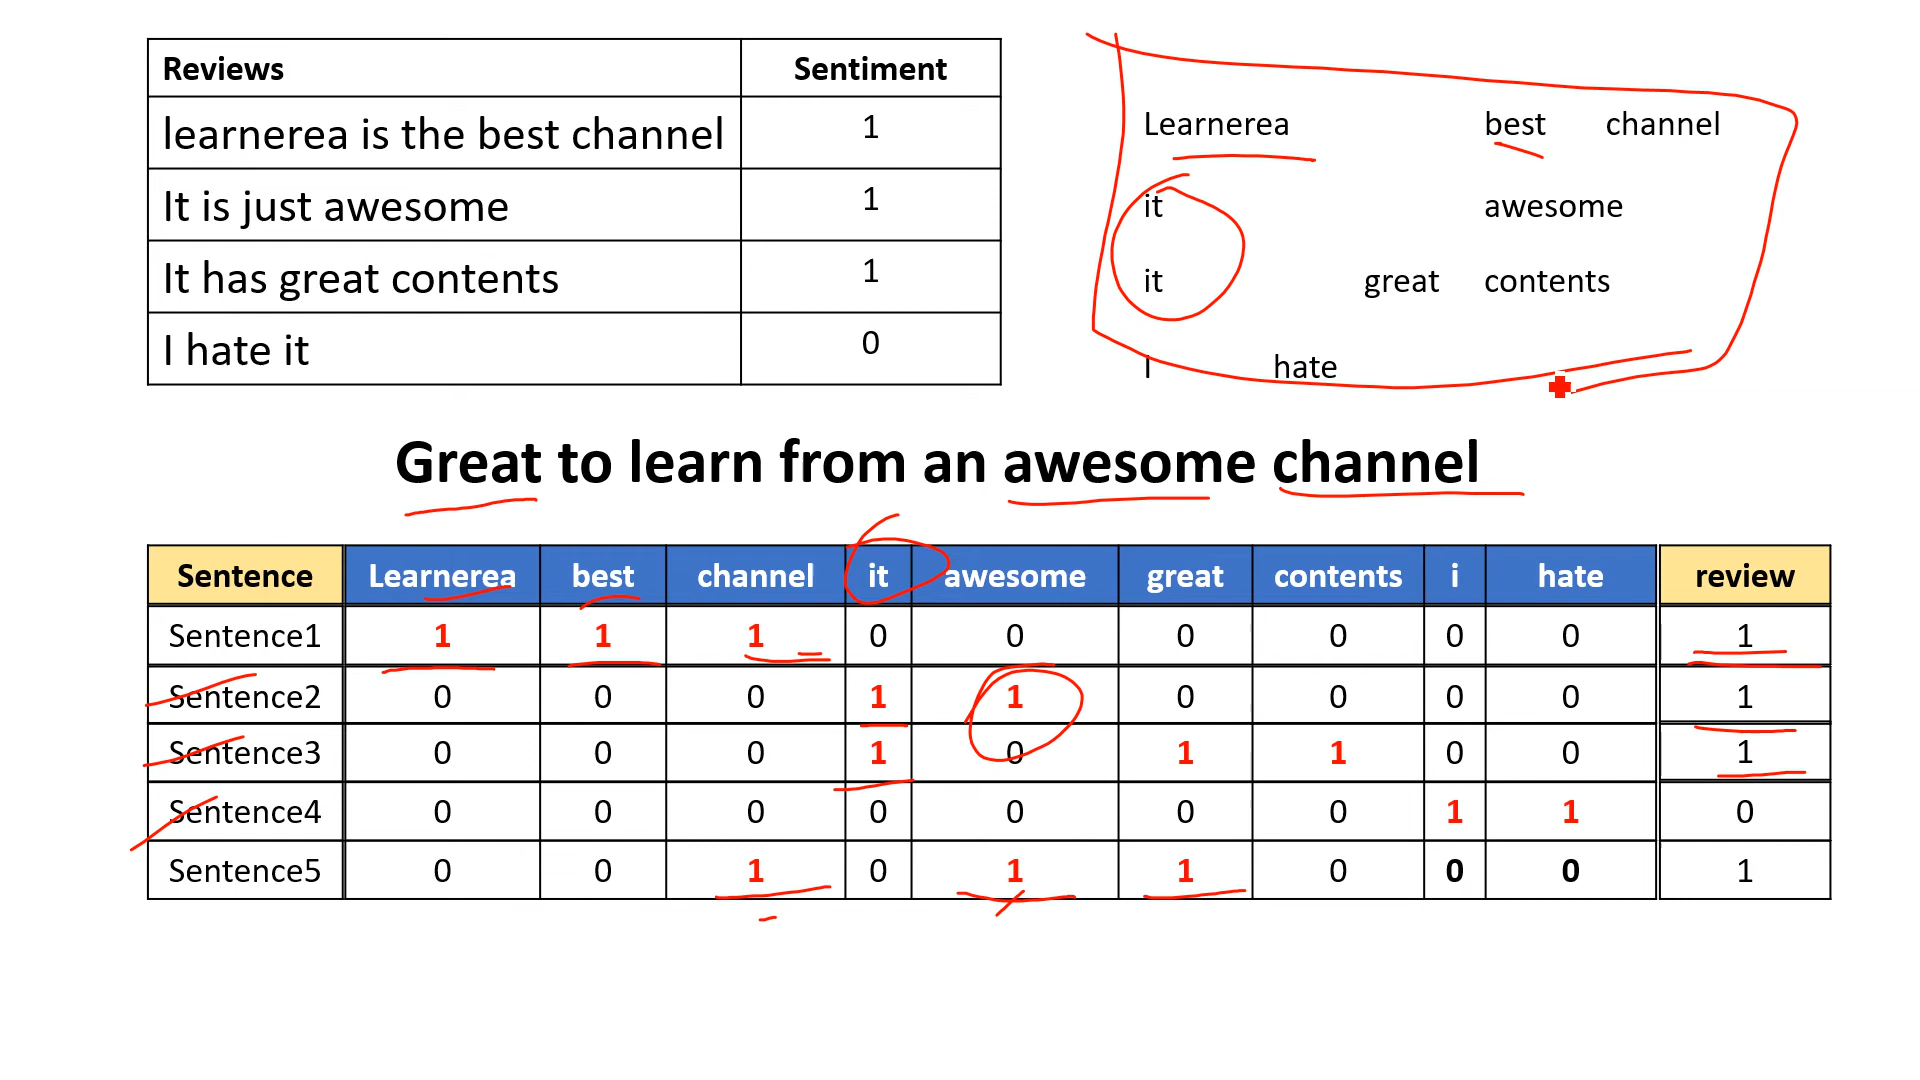 Reviews Sentiment
learnerea is the best channel 1
It is just awesome 1
It has great contents 1
I hate it 0
Learnerea best channel
it awesome
it great contents
I hate
Great to learn from an awesome channel
Sentence Learnerea best channel it awesome great contents i hate review
Sentence1 1 1 1 0 0 0 0 0 0 1
Sentence2 0 0 0 1 1 0 0 0 0 1
Sentence3 0 0 0 1 0 1 1 0 0 1
Sentence4 0 0 0 0 0 0 0 1 1 0
Sentence5 0 0 1 0 1 1 0 0 0 1